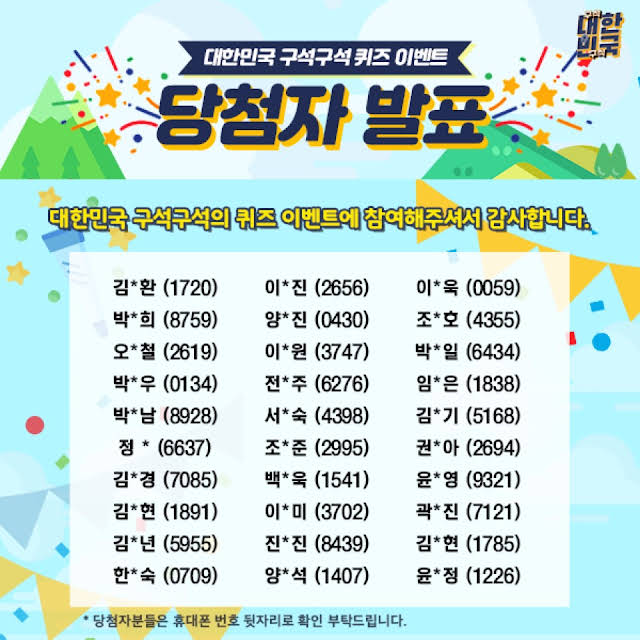 구석
대한
민국
구석
대한민국 구석구석 퀴즈 이벤트
당첨자 발표
대한민국 구석구석의 퀴즈 이벤트에 참여해주셔서 감사합니다.
김*환 (1720) 이*진 (2656) 이*욱 (0059)
박*희 (8759) 양*진 (0430) 조*호 (4355)
오*철 (2619) 이*원 (3747) 박*일 (6434)
박*우 (0134) 전*주 (6276) 임*은 (1838)
박*남 (8928) 서*숙 (4398) 김*기 (5168)
정 * (6637) 조*준 (2995) 권*아 (2694)
김*경 (7085) 백*욱 (1541) 윤*영 (9321)
김*현 (1891) 이*미 (3702) 곽*진 (7121)
김*년 (5955) 진*진 (8439) 김*현 (1785)
한*숙 (0709) 양*석 (1407) 윤*정 (1226)
* 당첨자분들은 휴대폰 번호 뒷자리로 확인 부탁드립니다.